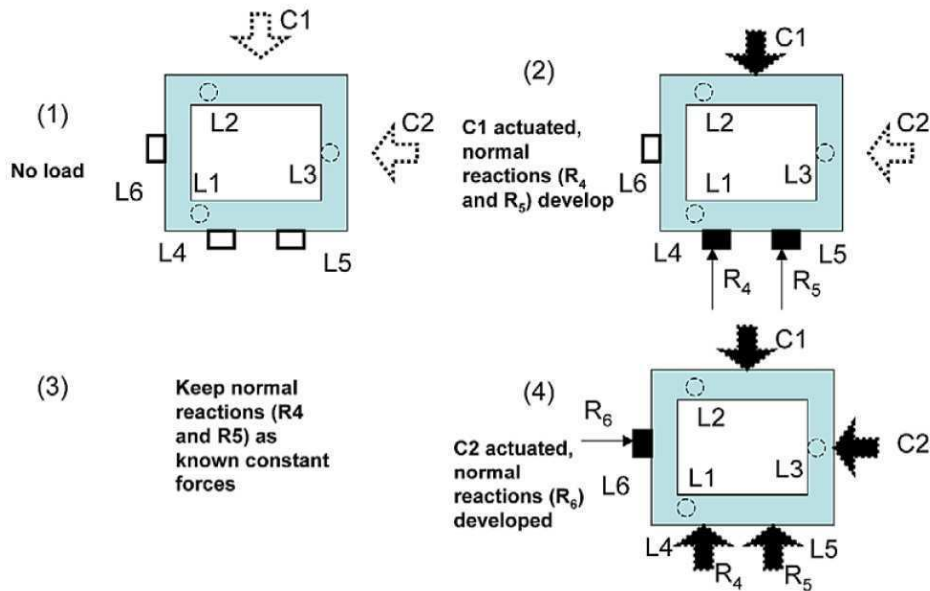 C1
(1)
No load
L2
C2
L6
L1
L3
L4
L5
(2)
C1
C1 actuated,
normal
reactions (R4
and R5) develop
L2
C2
L6
L1
L3
L4
L5
R4
R5
(3)
Keep normal
reactions (R4
and R5) as
known constant
forces
(4)
C1
R6
C2 actuated,
normal
reactions (R6)
developed
L2
C2
L6
L1
L3
L4
L5
R4
R5